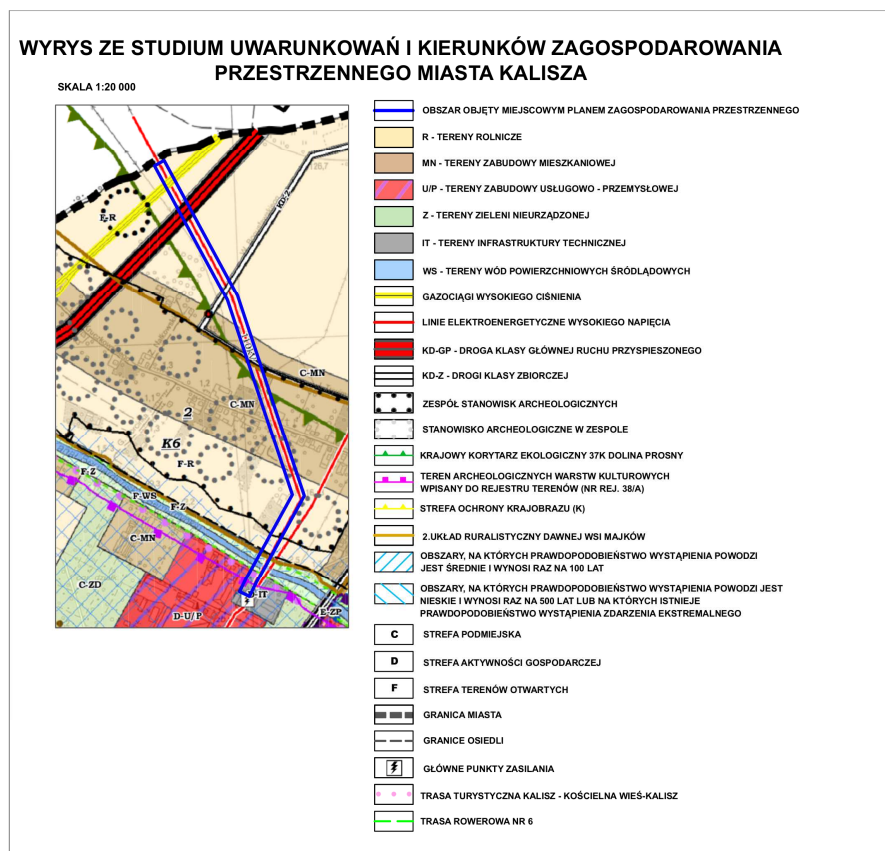 WYRYS ZE STUDIUM UWARUNKOWAŃ I KIERUNKÓW ZAGOSPODAROWANIA
PRZESTRZENNEGO MIASTA KALISZA
SKALA 1:20 000
OBSZAR OBJĘTY MIEJSCOWYM PLANEM ZAGOSPODAROWANIA PRZESTRZENNEGO
R - TERENY ROLNICZE
MN - TERENY ZABUDOWY MIESZKANIOWEJ
U/P - TERENY ZABUDOWY USŁUGOWO - PRZEMYSŁOWEJ
Z - TERENY ZIELENI NIEURZĄDZONEJ
IT - TERENY INFRASTRUKTURY TECHNICZNEJ
WS - TERENY WÓD POWIERZCHNIOWYCH ŚRÓDLĄDOWYCH
GAZOCIĄGI WYSOKIEGO CIŚNIENIA
LINIE ELEKTROENERGETYCZNE WYSOKIEGO NAPIĘCIA
KD-GP - DROGA KLASY GŁÓWNEJ RUCHU PRZYSPIESZONEGO
KD-Z - DROGI KLASY ZBIORCZEJ
ZESPÓŁ STANOWISK ARCHEOLOGICZNYCH
STANOWISKO ARCHEOLOGICZNE W ZESPOLE
KRAJOWY KORYTARZ EKOLOGICZNY 37K DOLINA PROSNY
TEREN ARCHEOLOGICZNYCH WARSTW KULTUROWYCH
WPISANY DO REJESTRU TERENÓW (NR REJ. 38/A)
STREFA OCHRONY KRAJOBRAZU (K)
2.UKŁAD RURALISTYCZNY DAWNEJ WSI MAJKÓW
OBSZARY, NA KTÓRYCH PRAWDOPODOBIEŃSTWO WYSTĄPIENIA POWODZI
JEST ŚREDNIE I WYNOSI RAZ NA 100 LAT
OBSZARY, NA KTÓRYCH PRAWDOPODOBIEŃSTWO WYSTĄPIENIA POWODZI JEST
NIESKIE I WYNOSI RAZ NA 500 LAT LUB NA KTÓRYCH ISTNIEJE
PRAWDOPODOBIEŃSTWO WYSTĄPIENIA ZDARZENIA EKSTREMALNEGO
C STREFA PODMIEJSKA
D STREFA AKTYWNOŚCI GOSPODARCZEJ
F STREFA TERENÓW OTWARTYCH
GRANICA MIASTA
GRANICE OSIEDLI
GŁÓWNE PUNKTY ZASILANIA
TRASA TURYSTYCZNA KALISZ - KOŚCIELNA WIEŚ-KALISZ
TRASA ROWEROWA NR 6
126,7
KD-Z
F-R
C-MN
1,3
1,2
C-MN
2
K6
F-R
F-Z
F-WS
F-Z
C-MN
C-ZD
D-U/P
E-ZP